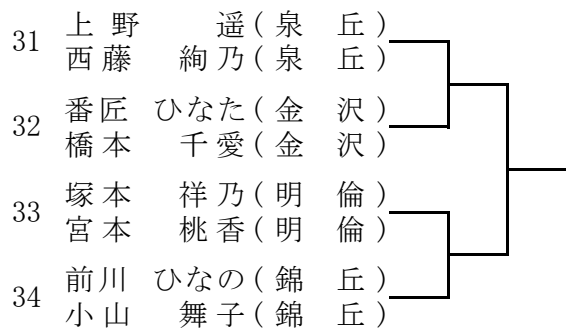 31 上野 遥(泉 丘)
西藤 絢乃(泉 丘)
32 番匠 ひなた(金 沢)
橋本 千愛(金 沢)
33 塚本 祥乃(明 倫)
宮本 桃香(明 倫)
34 前川 ひなの(錦 丘)
小山 舞子(錦 丘)